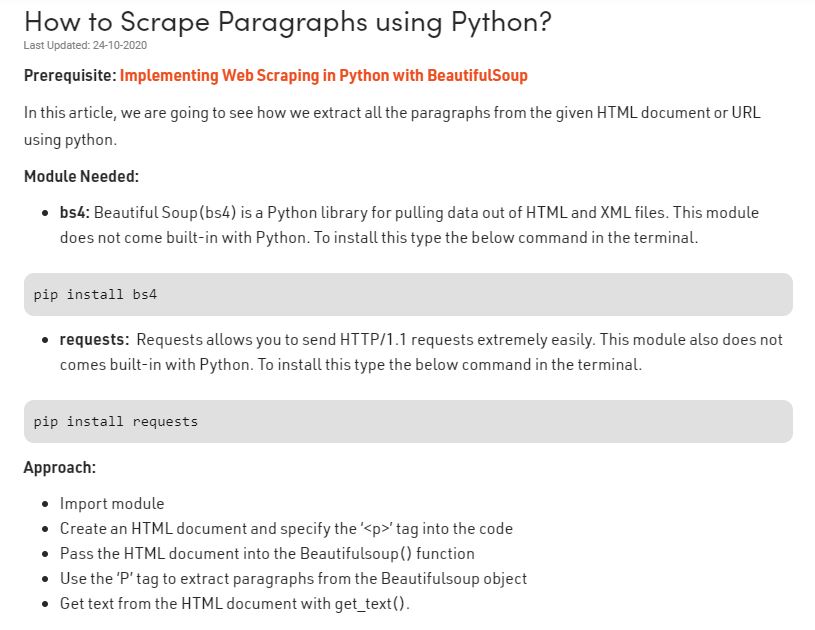 How to Scrape Paragraphs using Python?
Last Updated: 24-10-2020
Prerequisite: Implementing Web Scraping in Python with BeautifulSoup
In this article, we are going to see how we extract all the paragraphs from the given HTML document or URL
using python.
Module Needed:
• bs4: Beautiful Soup(bs4) is a Python library for pulling data out of HTML and XML files. This module
does not come built-in with Python. To install this type the below command in the terminal.
pip install bs4
• requests:  Requests allows you to send HTTP/1.1 requests extremely easily. This module also does not
comes built-in with Python. To install this type the below command in the terminal.
pip install requests
Approach:
• Import module
• Create an HTML document and specify the ‘<p>’ tag into the code
• Pass the HTML document into the Beautifulsoup() function
• Use the ‘P’ tag to extract paragraphs from the Beautifulsoup object
• Get text from the HTML document with get_text().